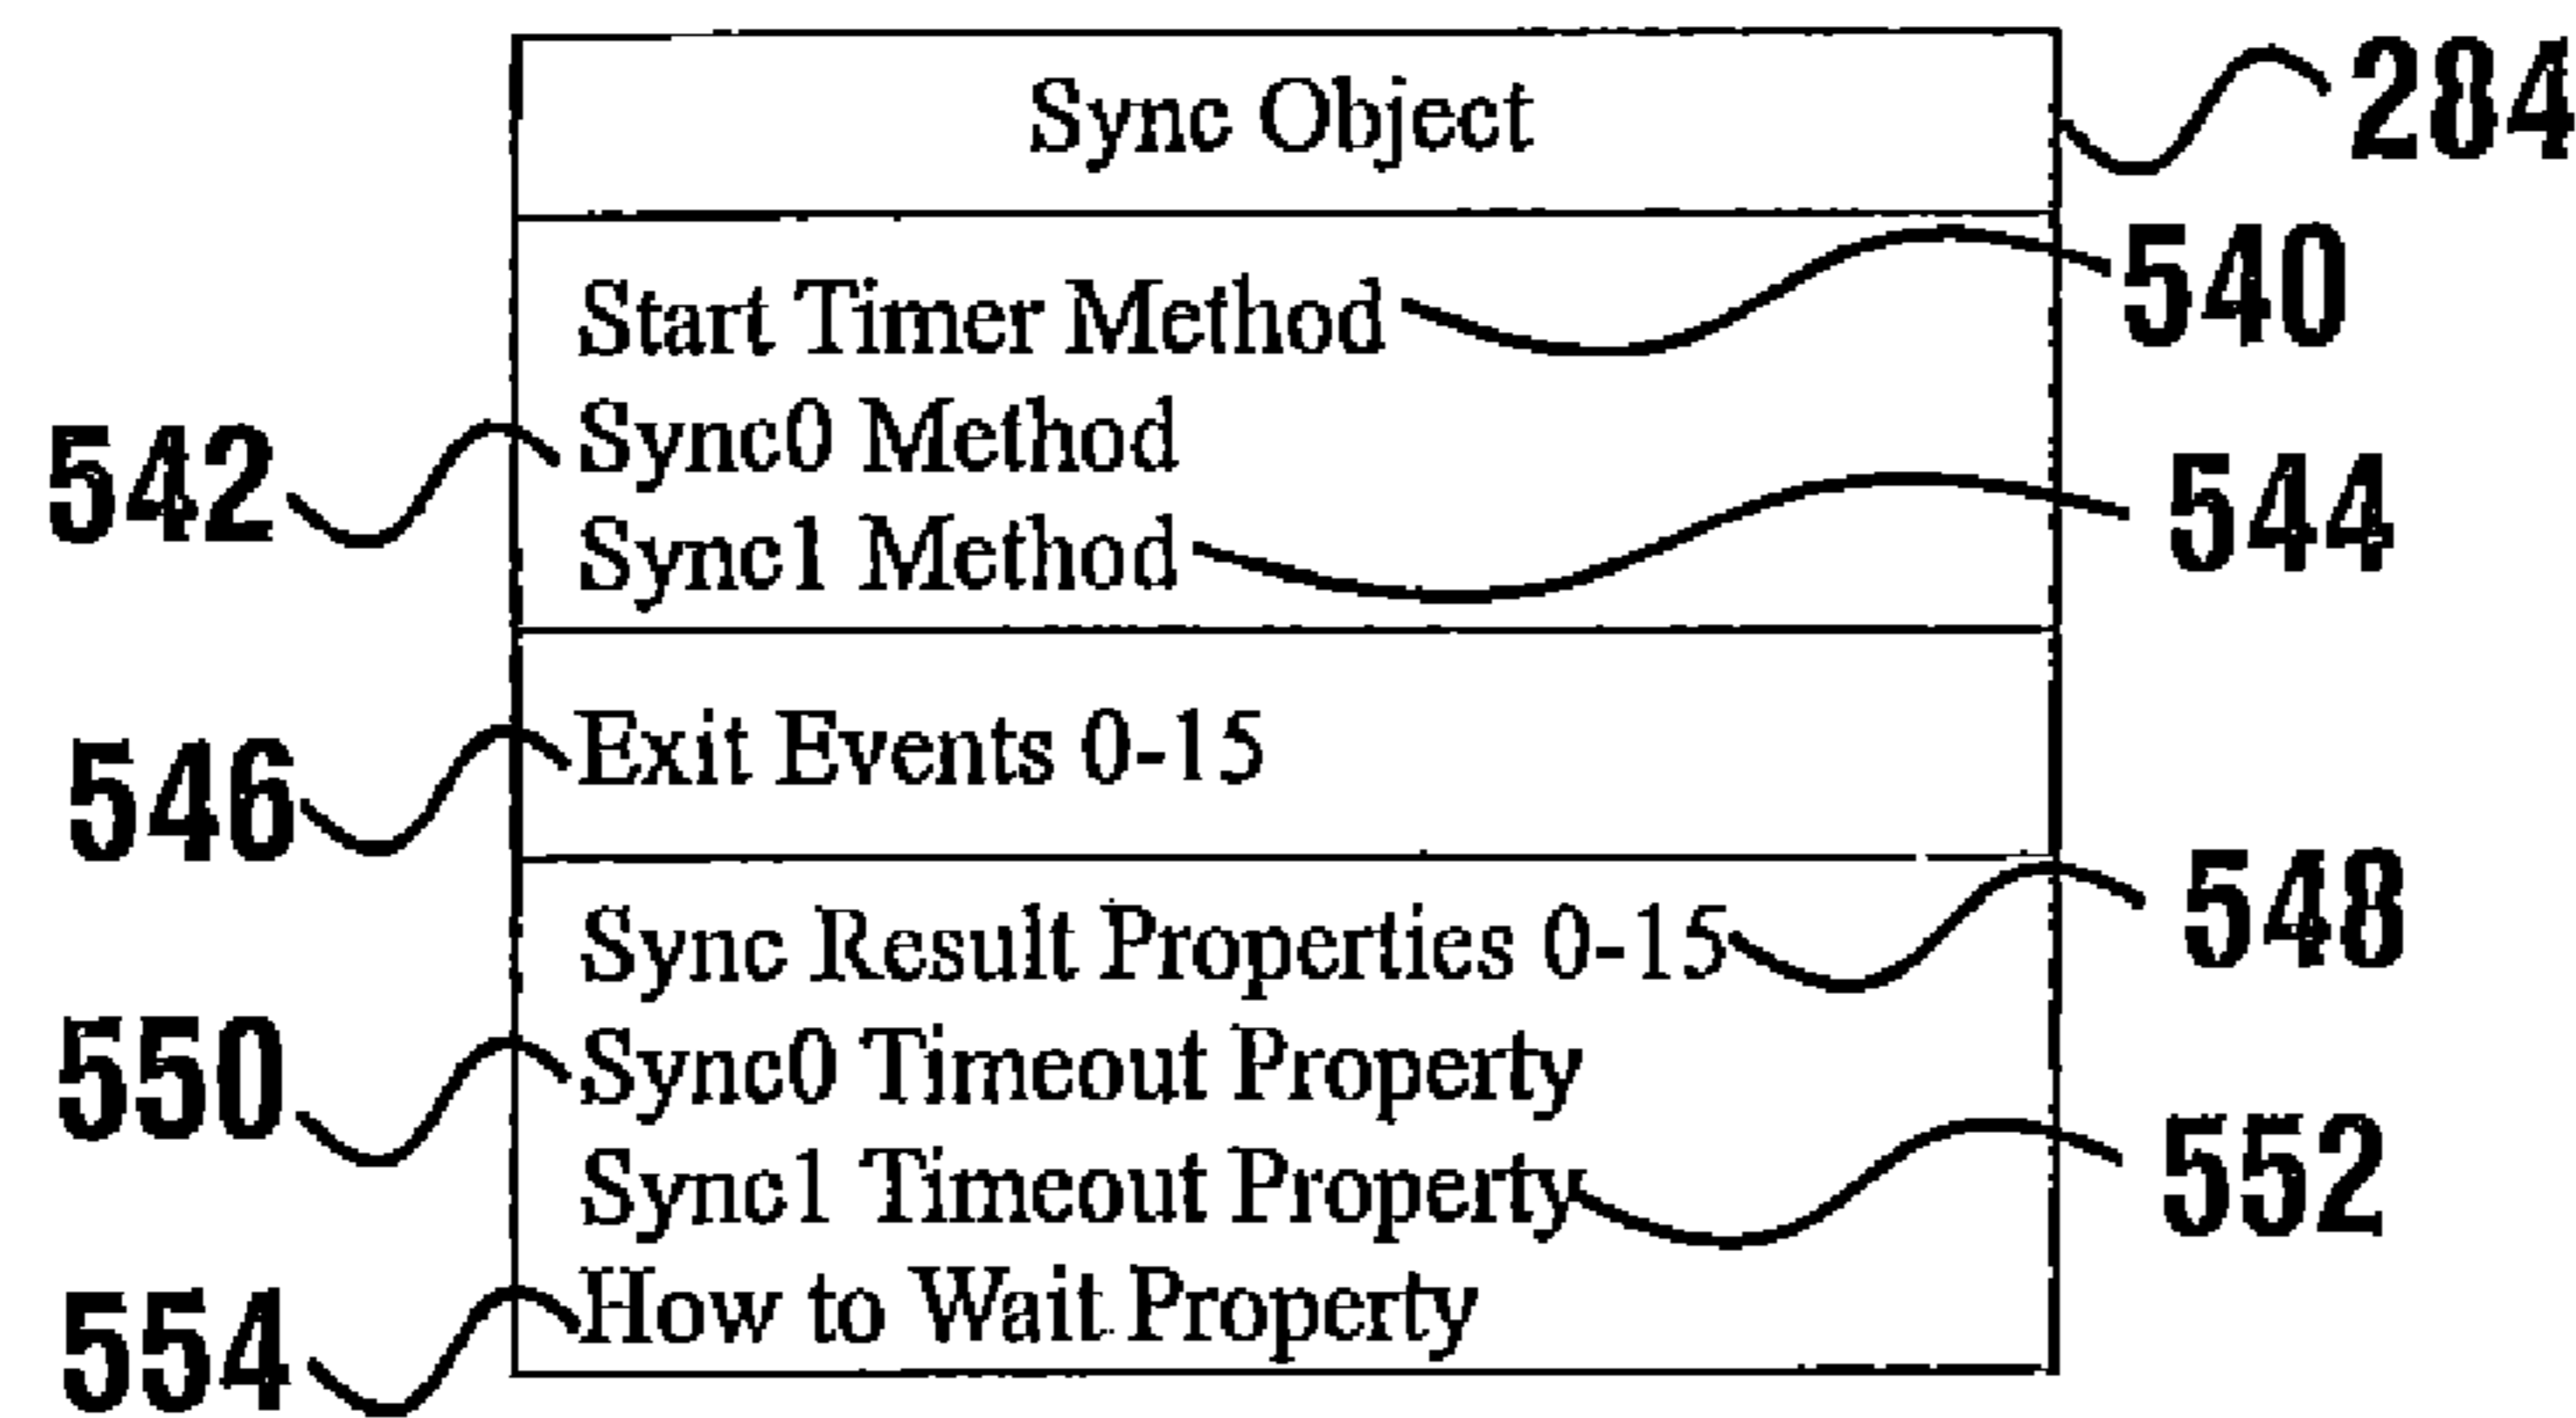 Sync Object 284
Start Timer Method 540
542 Sync0 Method
Sync1 Method 544
546 Exit Events 0-15
Sync Result Properties 0-15 548
550 Sync0 Timeout Property
Sync1 Timeout Property 552
554 How to Wait Property